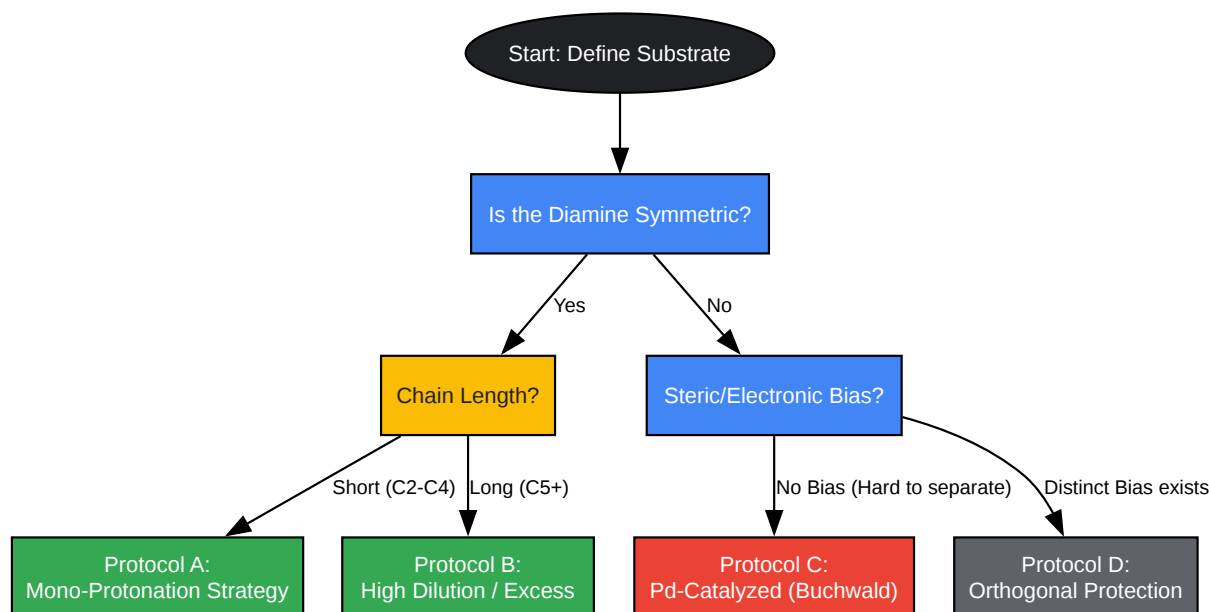 Start: Define Substrate
Is the Diamine Symmetric?
Yes
No
Chain Length?
Steric/Electronic Bias?
Short (C2-C4)
Long (C5+)
No Bias (Hard to separate)
Distinct Bias exists
Protocol A:
Mono-Protonation Strategy
Protocol B:
High Dilution / Excess
Protocol C:
Pd-Catalyzed (Buchwald)
Protocol D:
Orthogonal Protection